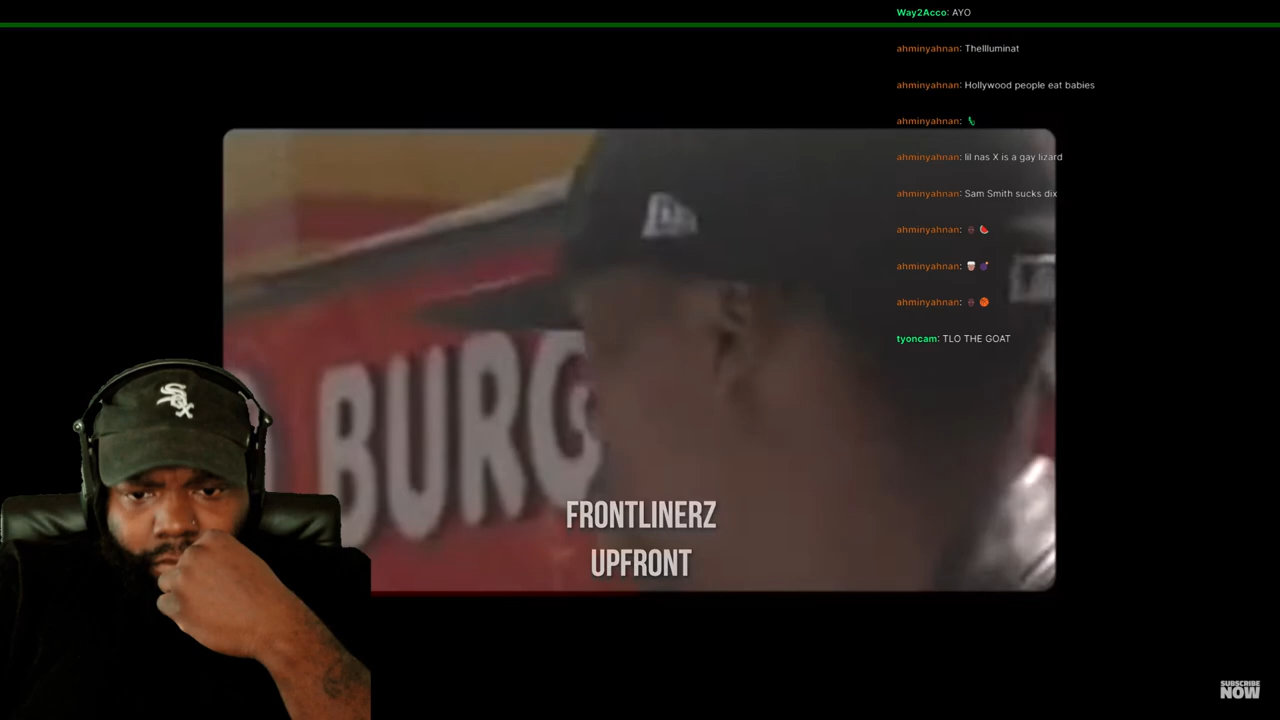 Way2Acco: AYO
ahminyahnan: TheIlluminat
ahminyahnan: Hollywood people eat babies
ahminyahnan:
ahminyahnan: lil nas X is a gay lizard
ahminyahnan: Sam Smith sucks dix
ahminyahnan:
ahminyahnan:
ahminyahnan:
tyoncam: TLO THE GOAT
BURG
Sox
FRONTLINERZ
UPFRONT
SUBSCRIBE
NOW